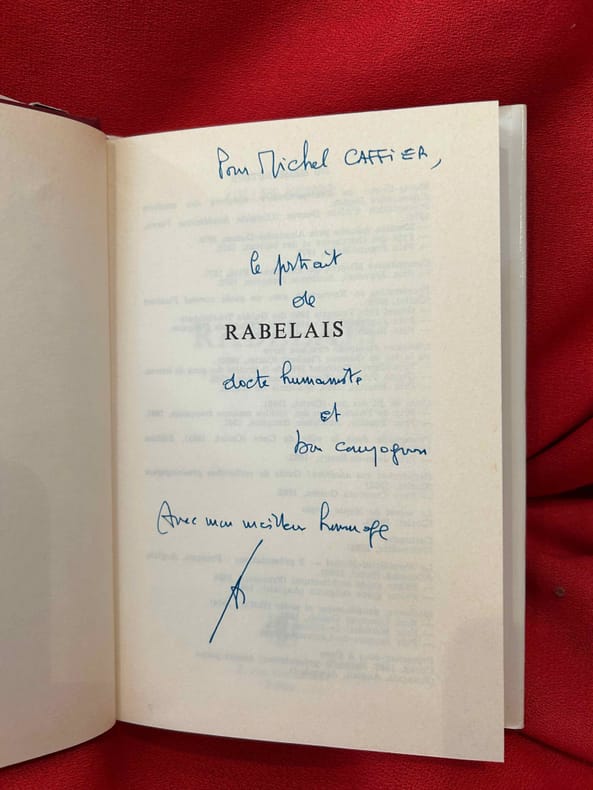 Pour Michel CAFFIER,
le portrait
de
RABELAIS
docte humaniste
et
bon compagnon
Avec mon meilleur hommage